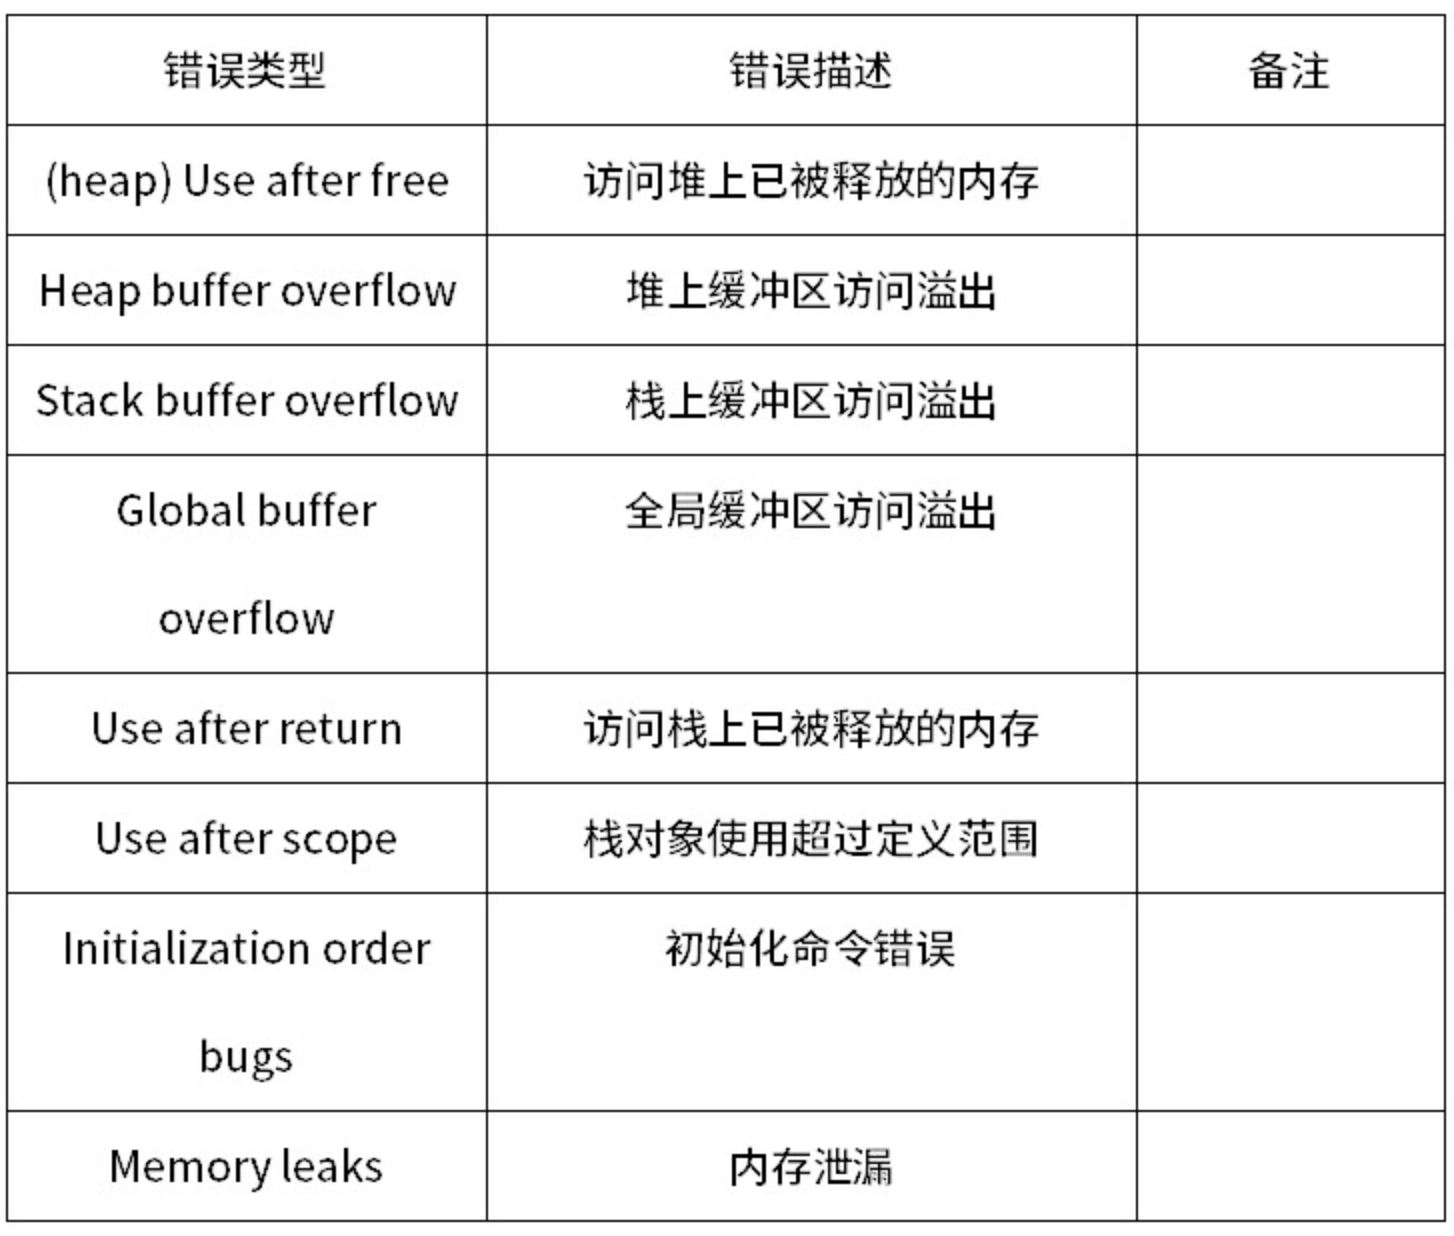 错误类型 错误描述 备注
(heap) Use after free 访问堆上已被释放的内存
Heap buffer overflow 堆上缓冲区访问溢出
Stack buffer overflow 栈上缓冲区访问溢出
Global buffer 全局缓冲区访问溢出
overflow
Use after return 访问栈上已被释放的内存
Use after scope 栈对象使用超过定义范围
Initialization order 初始化命令错误
bugs
Memory leaks 内存泄漏